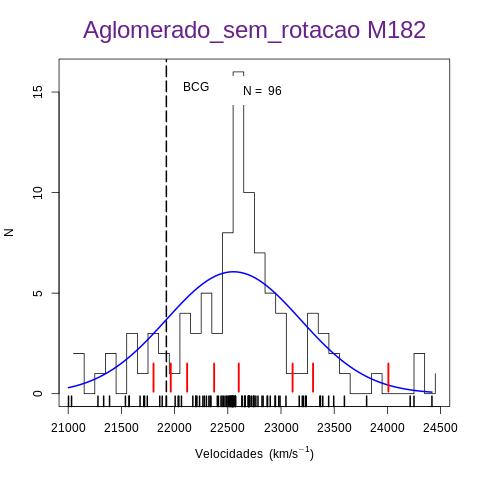 Aglomerado_sem_rotacao M182
BCG
N = 96
15
10
5
0
N
21000 21500 22000 22500 23000 23500 24000 24500
Velocidades (km/s⁻¹)